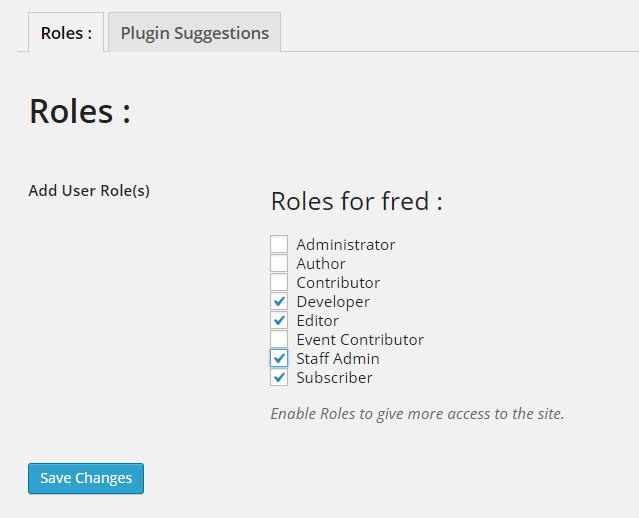 Roles :
Plugin Suggestions
Roles :
Add User Role(s)
Roles for fred :
Administrator
Author
Contributor
Developer
Editor
Event Contributor
Staff Admin
Subscriber
Enable Roles to give more access to the site.
Save Changes